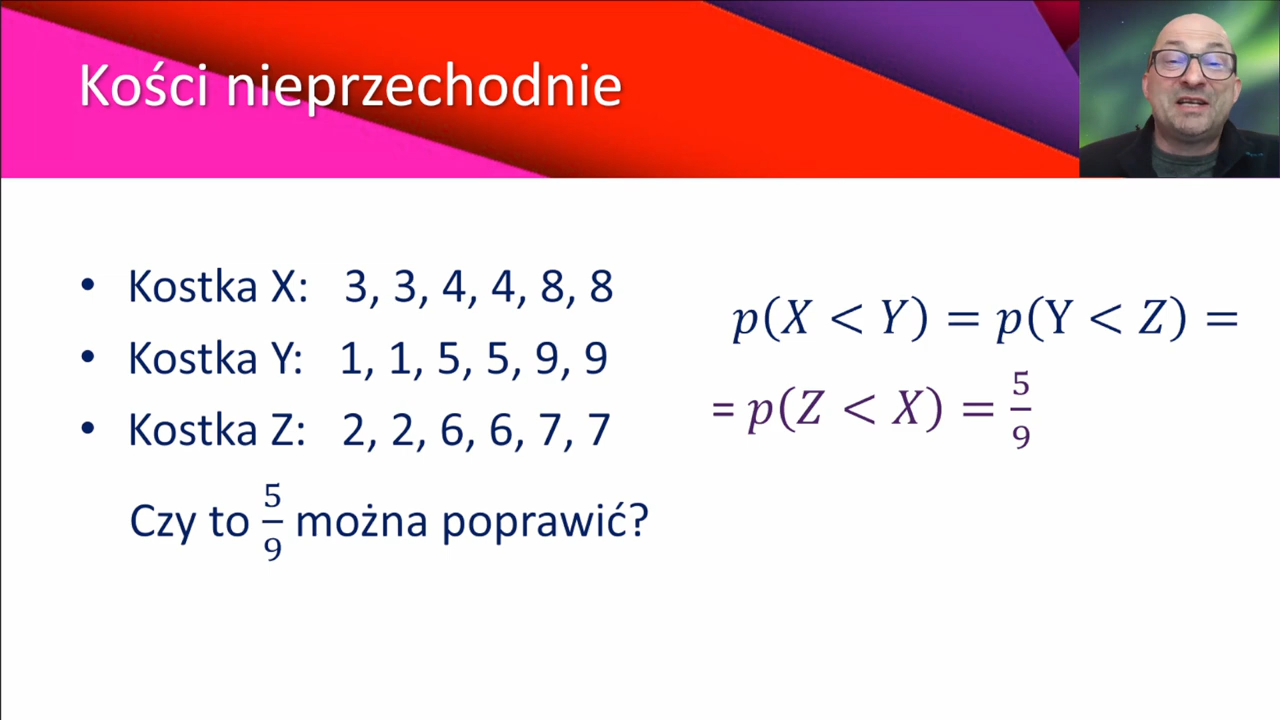 Kości nieprzechodnie
• Kostka X: 3, 3, 4, 4, 8, 8
• Kostka Y: 1, 1, 5, 5, 9, 9
• Kostka Z: 2, 2, 6, 6, 7, 7
Czy to 5/9 można poprawić?
p(X < Y) = p(Y < Z) =
= p(Z < X) = 5/9